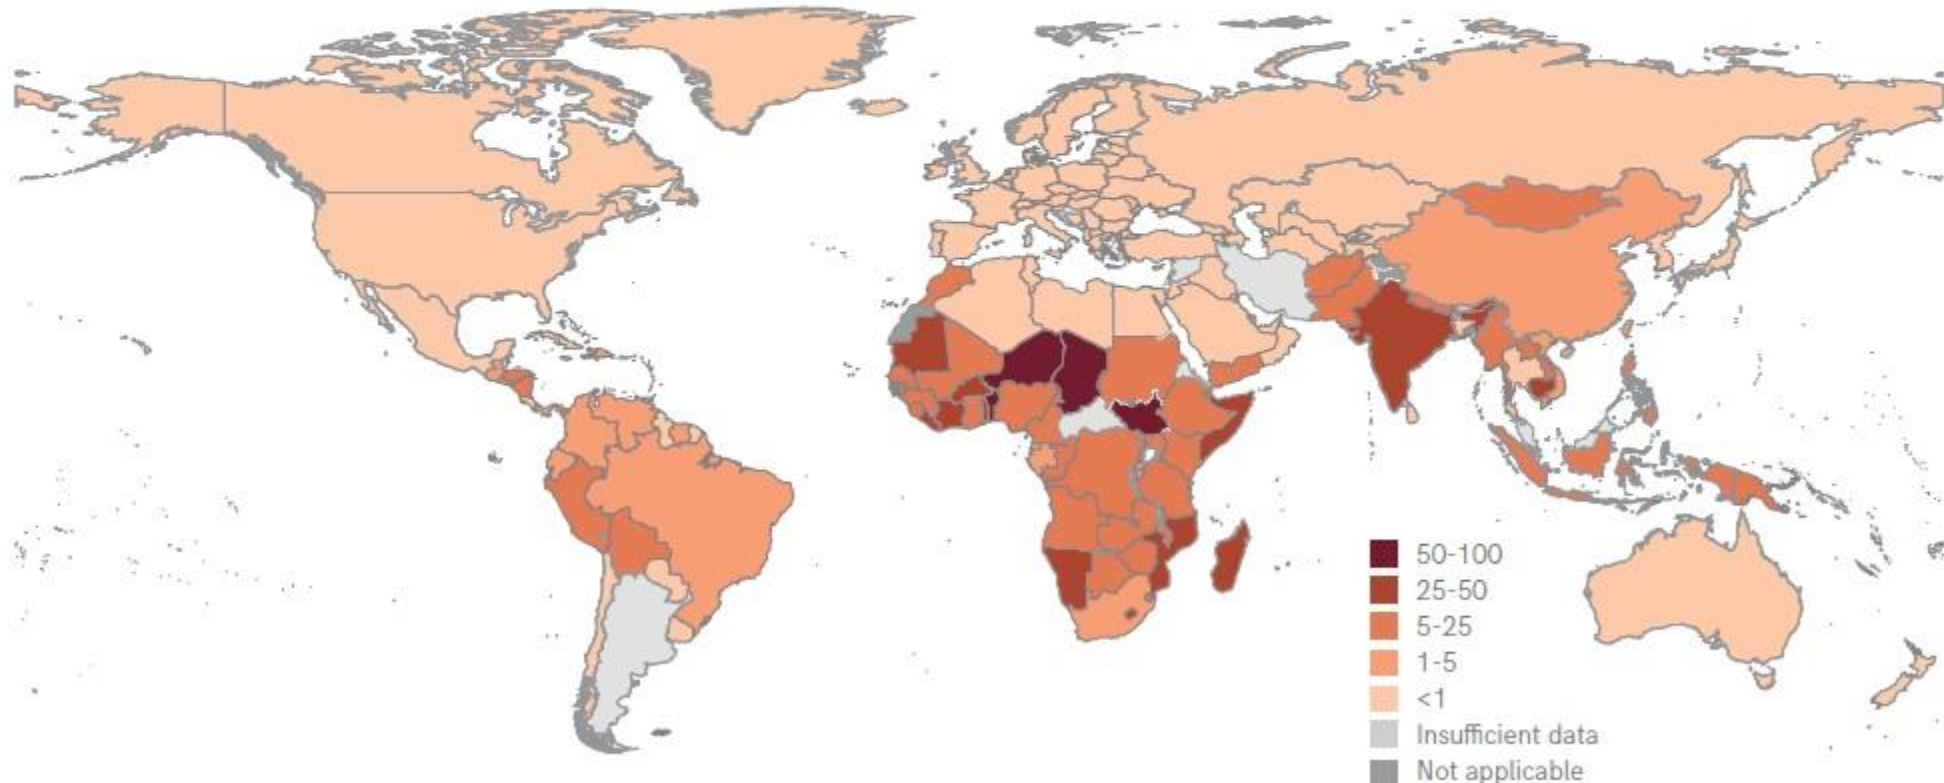 50-100
25-50
5-25
1-5
<1
Insufficient data
Not applicable